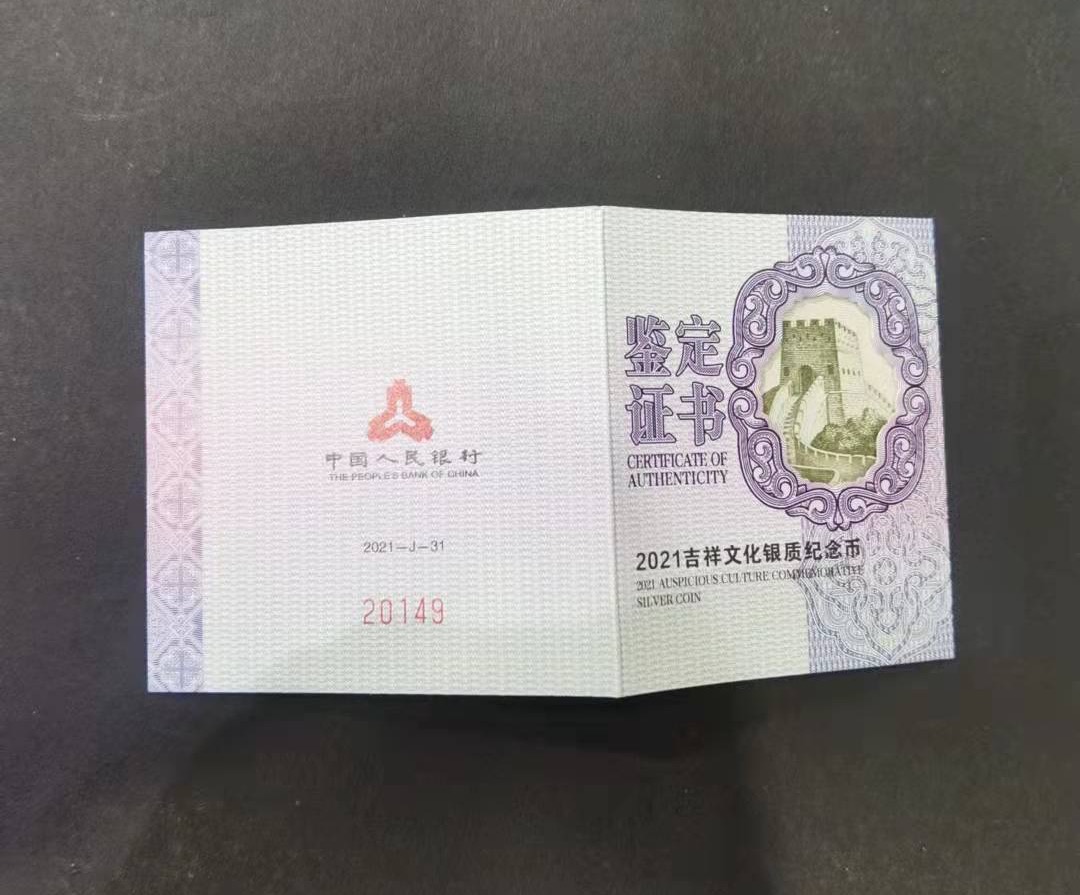 中国人民银行
THE PEOPLE'S BANK OF CHINA
2021—J—31
20149
鉴定
证书
CERTIFICATE OF
AUTHENTICITY
2021吉祥文化银质纪念币
2021 AUSPICIOUS CULTURE COMMEMORATIVE
SILVER COIN